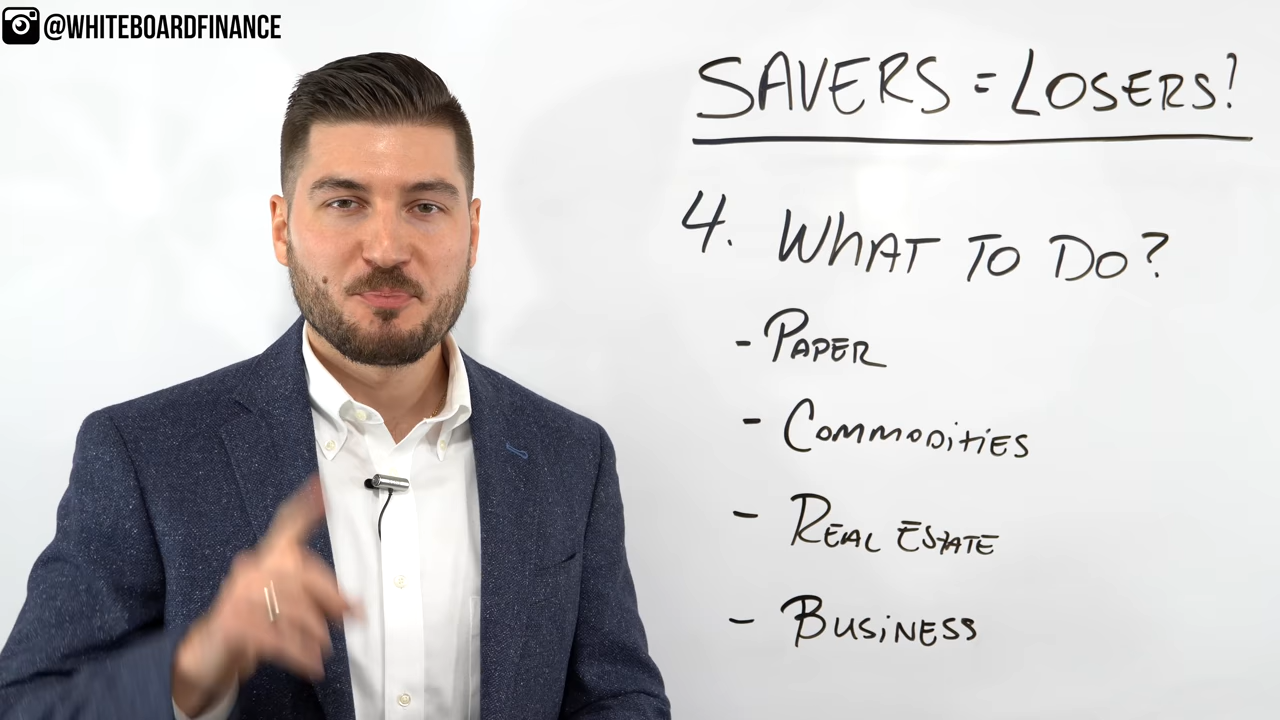 @WHITEBOARDFINANCE
SAVERS = LOSERS?
4. WHAT TO DO?
- PAPER
- COMMODITIES
- REAL ESTATE
- BUSINESS